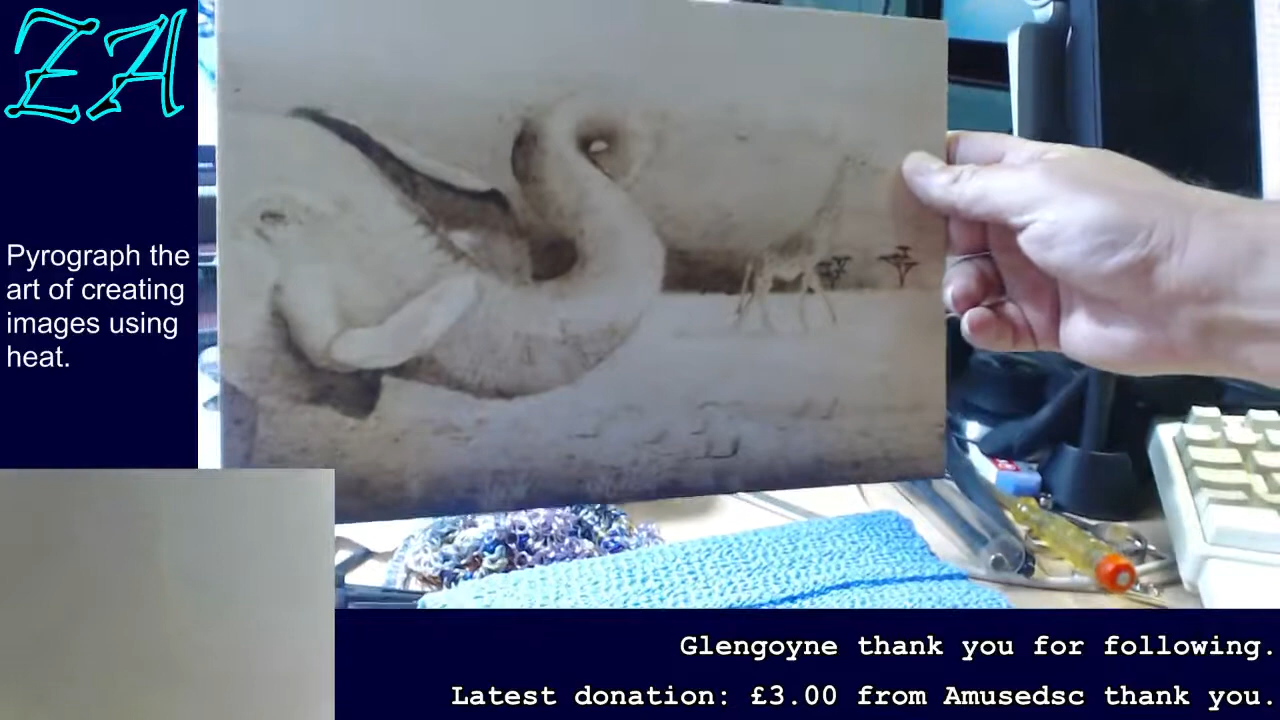 ZA
Pyrograph the
art of creating
images using
heat.
Glengoyne thank you for following.
Latest donation: £3.00 from Amusedsc thank you.